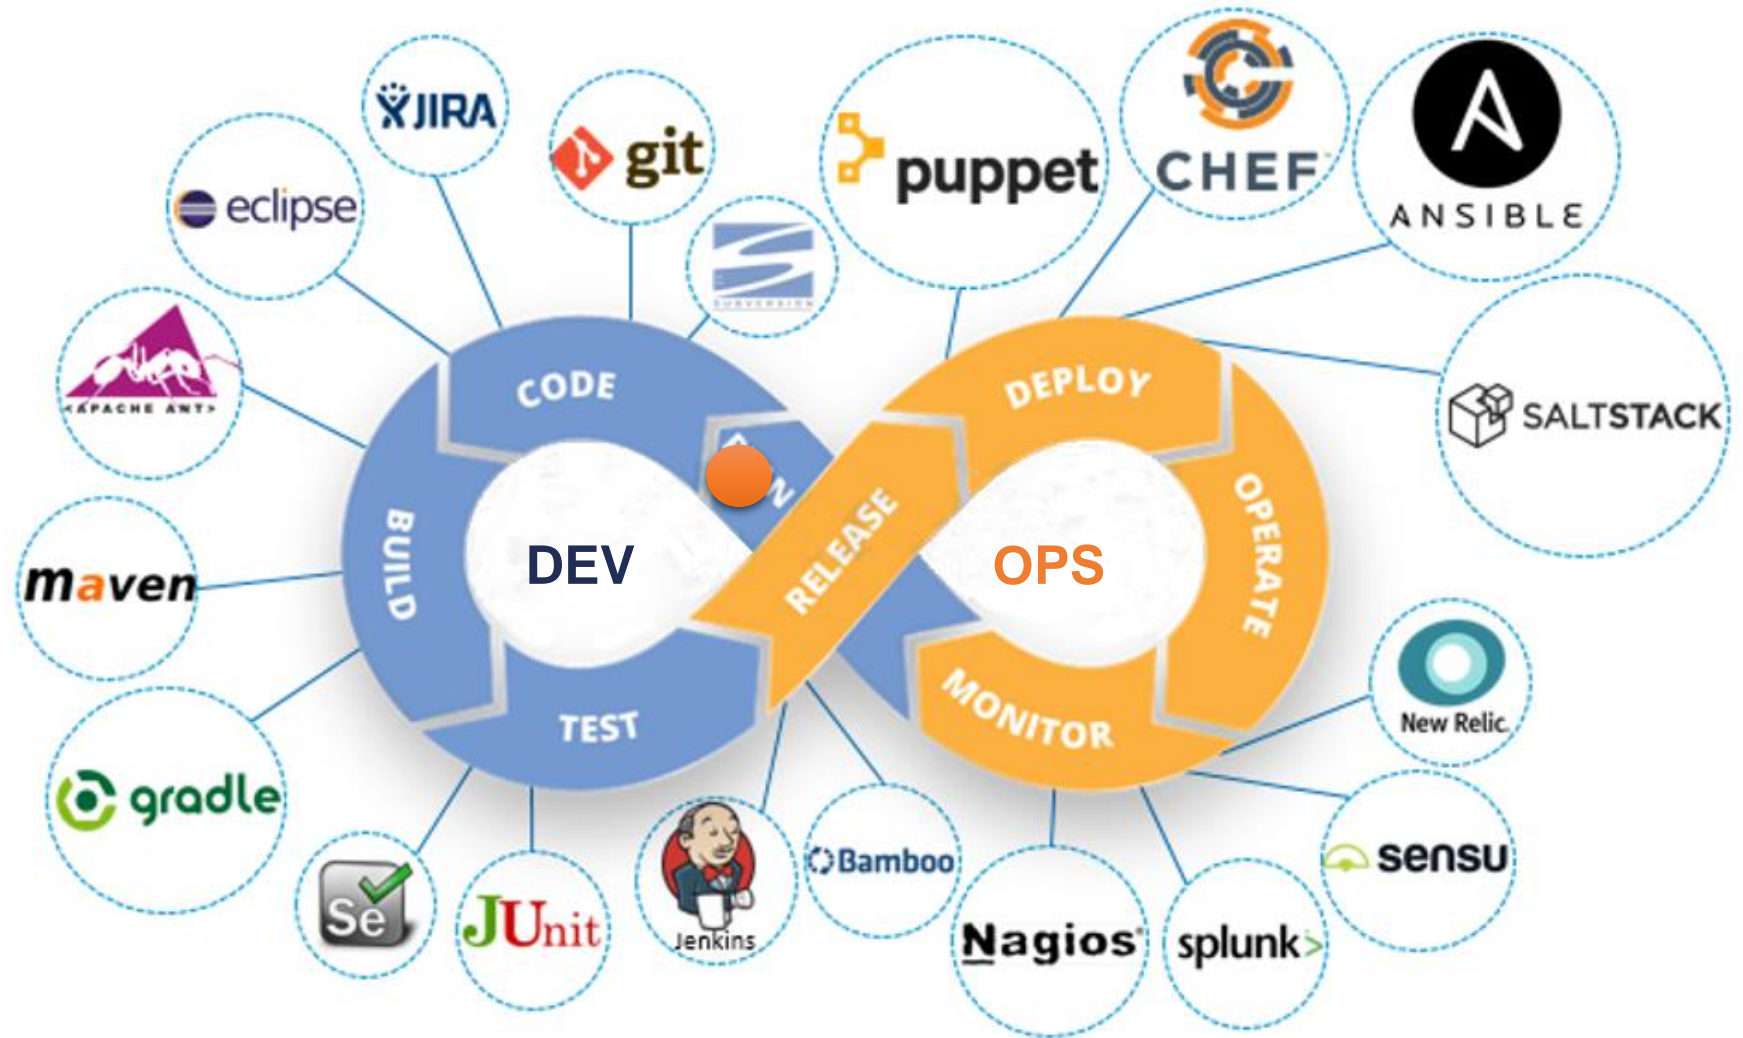 JIRA
git
puppet
CHEF
ANSIBLE
eclipse
SUBVERSION
<APACHE ANT>
SALTSTACK
CODE
DEPLOY
BUILD
RELEASE
OPERATE
DEV
OPS
maven
TEST
MONITOR
New Relic.
gradle
sensu
Se
JUnit
Jenkins
Bamboo
Nagios
splunk>